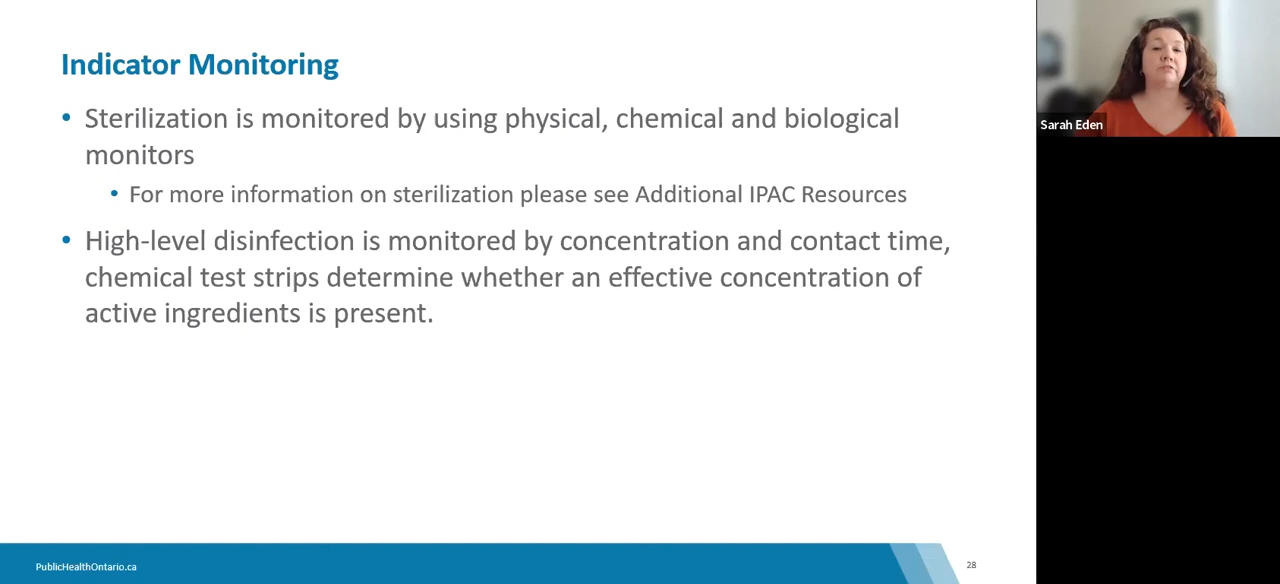 Indicator Monitoring
• Sterilization is monitored by using physical, chemical and biological
monitors
• For more information on sterilization please see Additional IPAC Resources
• High-level disinfection is monitored by concentration and contact time,
chemical test strips determine whether an effective concentration of
active ingredients is present.
Sarah Eden
PublicHealthOntario.ca
28